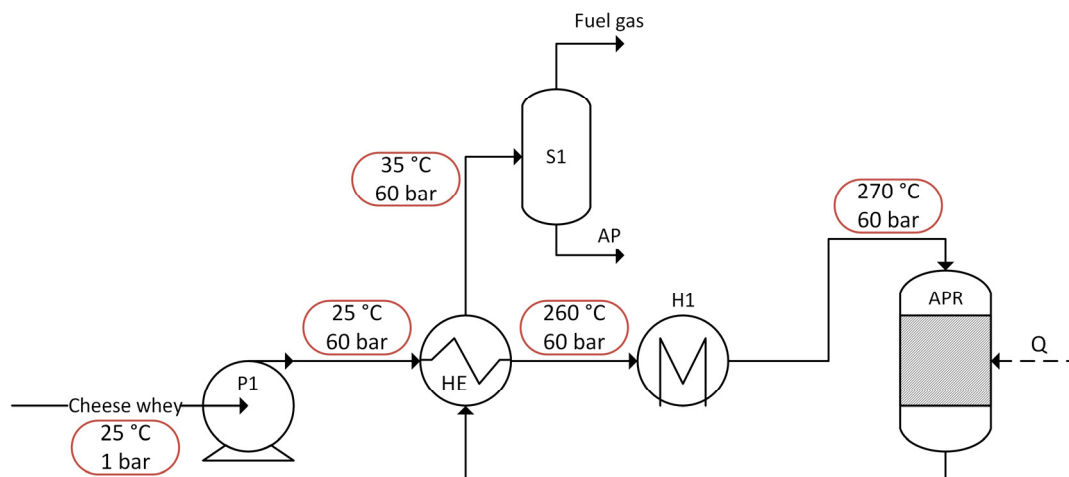 Fuel gas
35 °C
60 bar
S1
AP
270 °C
60 bar
25 °C
60 bar
260 °C
60 bar
H1
APR
P1
HE
Q
Cheese whey
25 °C
1 bar